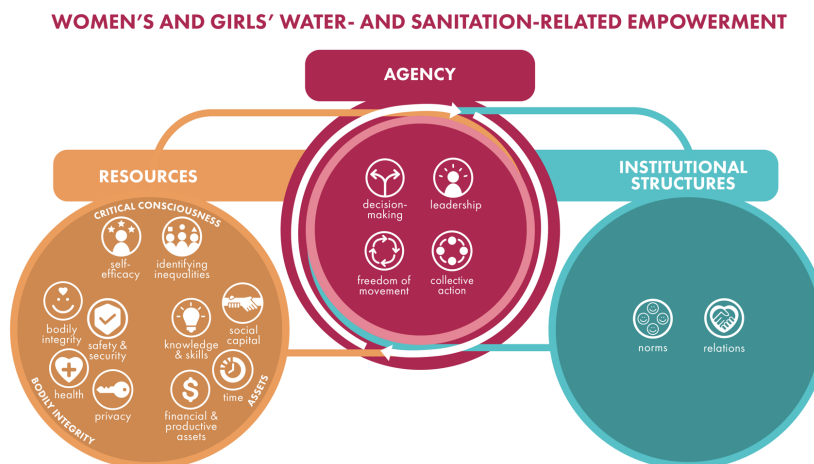 WOMEN'S AND GIRLS' WATER- AND SANITATION-RELATED EMPOWERMENT
AGENCY
RESOURCES
INSTITUTIONAL
STRUCTURES
CRITICAL CONSCIOUSNESS
self-
efficacy
identifying
inequalities
bodily
integrity
safety &
security
health
privacy
BODILY INTEGRITY
knowledge
& skills
social
capital
financial &
productive
assets
time
ASSETS
decision-
making
leadership
freedom of
movement
collective
action
norms
relations